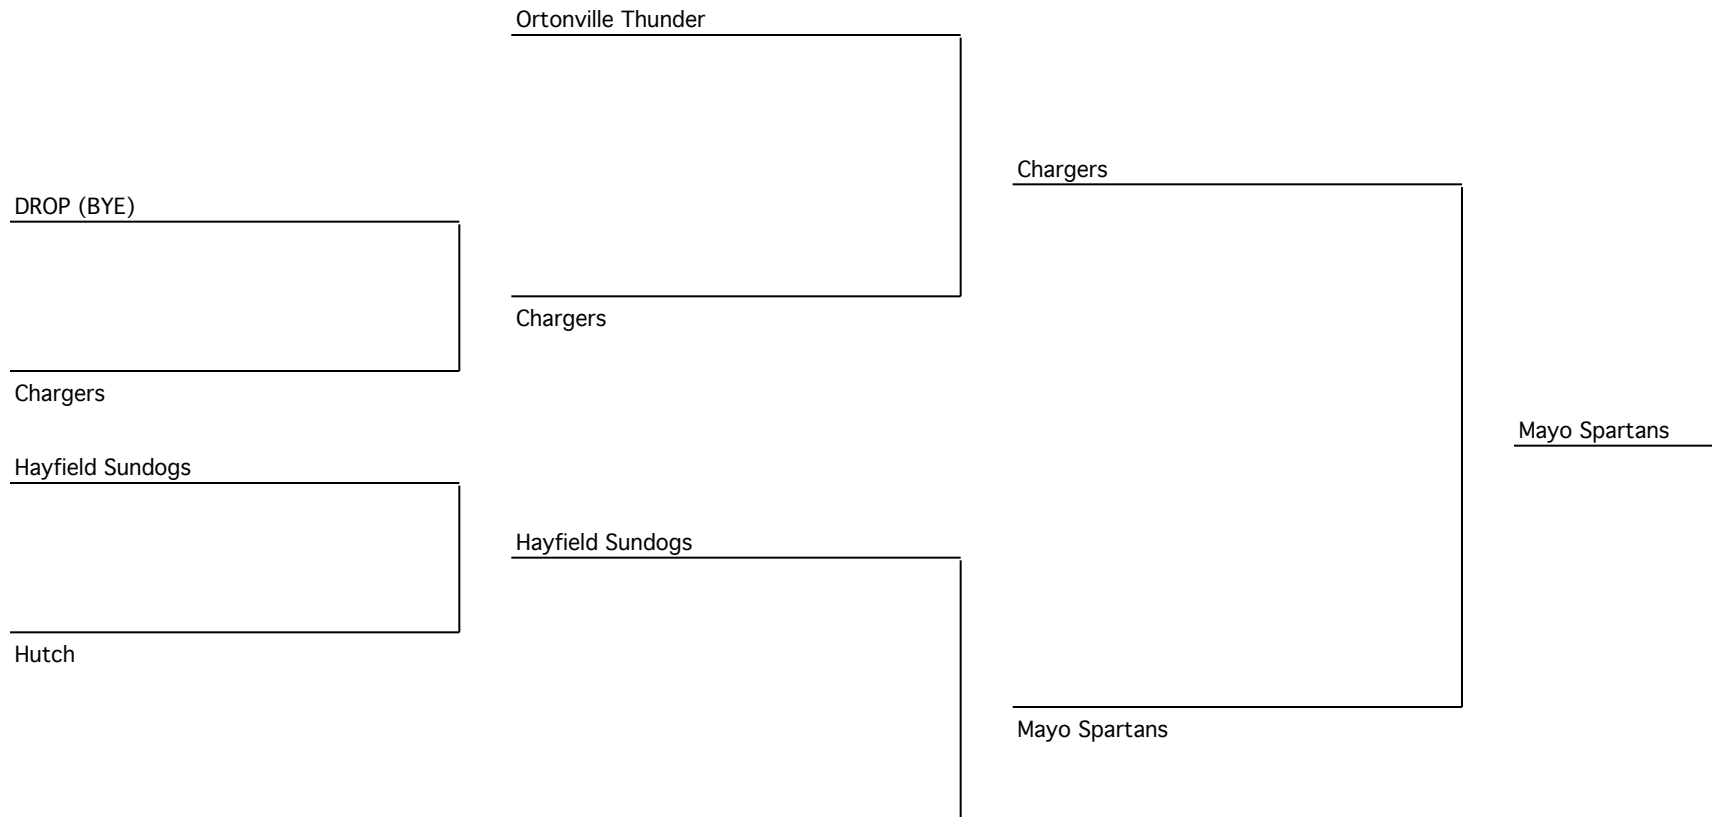 Ortonville Thunder
Chargers
DROP (BYE)
Chargers
Chargers
Mayo Spartans
Hayfield Sundogs
Hayfield Sundogs
Hutch
Mayo Spartans